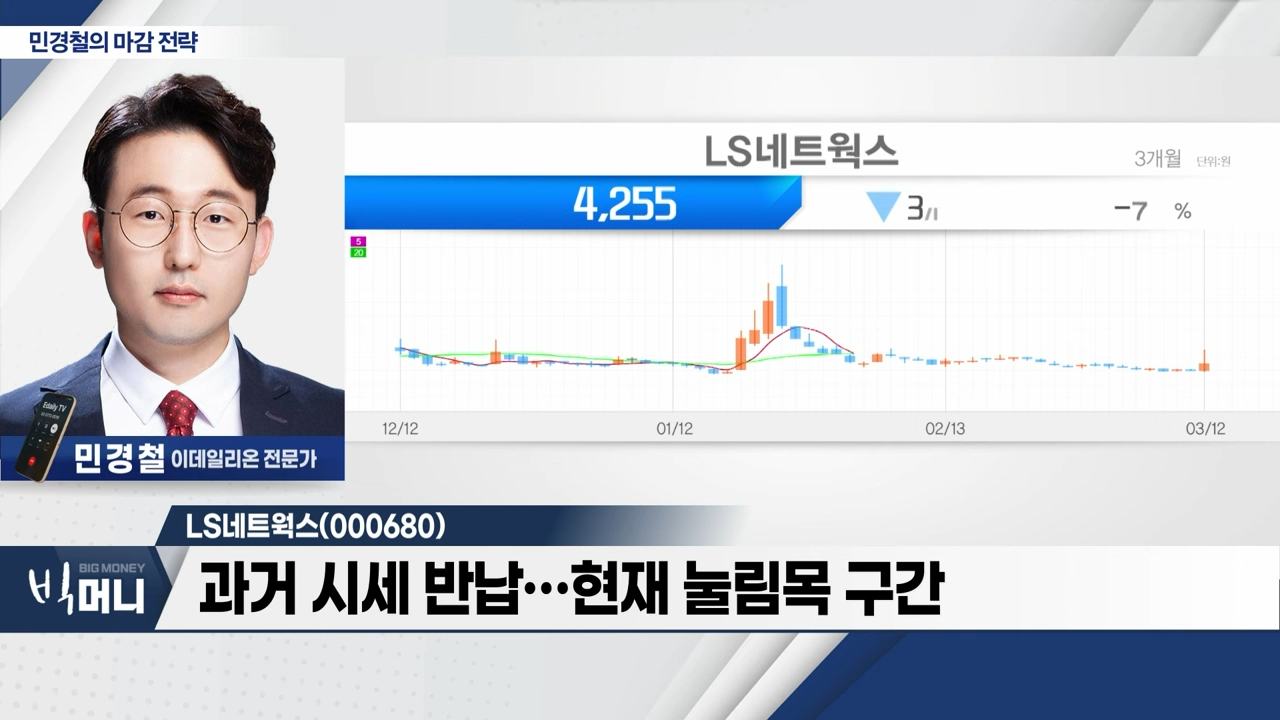 민경철의 마감 전략
LS네트웍스
3개월 단위:원
4,255
-7 %
5
20
12/12
01/12
02/13
03/12
Edaily TV
민경철 이데일리온 전문가
LS네트웍스(000680)
BIG MONEY
빅머니
과거 시세 반납…현재 눌림목 구간